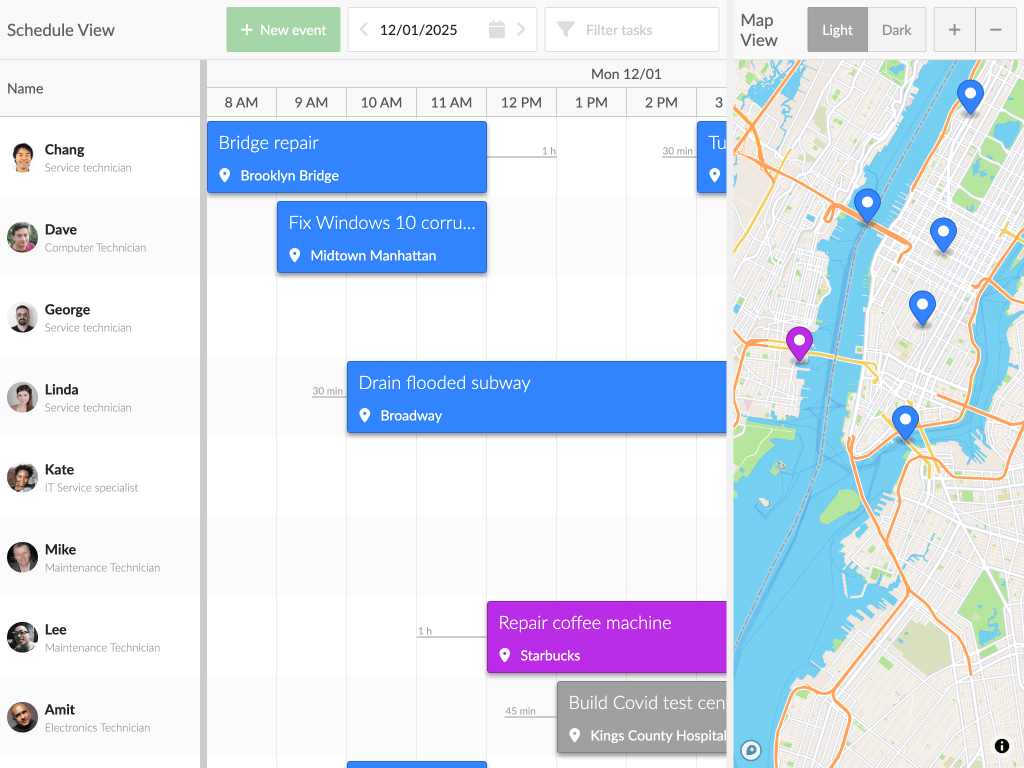 Schedule View
New event
12/01/2025
Filter tasks
Map
View
Light
Dark
Name
Mon 12/01
8 AM
9 AM
10 AM
11 AM
12 PM
1 PM
2 PM
3
Chang
Service technician
Bridge repair
Brooklyn Bridge
1 h
30 min
Tu
Dave
Computer Technician
Fix Windows 10 corru...
Midtown Manhattan
George
Service technician
Linda
Service technician
30 min
Drain flooded subway
Broadway
Kate
IT Service specialist
Mike
Maintenance Technician
Lee
Maintenance Technician
1 h
Repair coffee machine
Starbucks
Amit
Electronics Technician
45 min
Build Covid test cen
Kings County Hospital